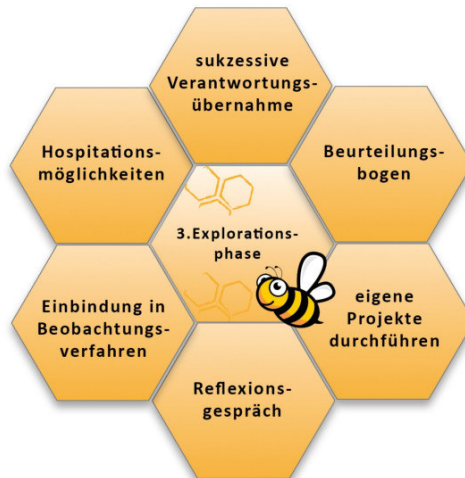 sukzessive
Verantwortungs-
übernahme
Hospitations-
möglichkeiten
Beurteilungs-
bogen
3.Explorations-
phase
Einbindung in
Beobachtungs-
verfahren
eigene
Projekte
durchführen
Reflexions-
gespräch